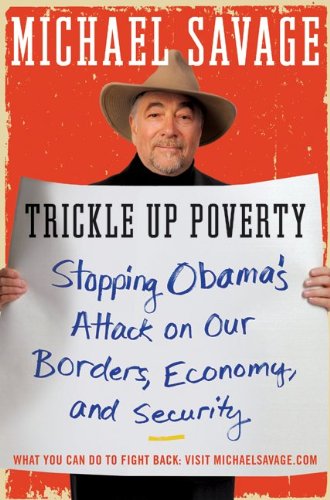 MICHAEL SAVAGE
TRICKLE UP POVERTY
Stopping Obama's
Attack on Our
Borders, Economy,
and Security
WHAT YOU CAN DO TO FIGHT BACK: VISIT MICHAELSAVAGE.COM